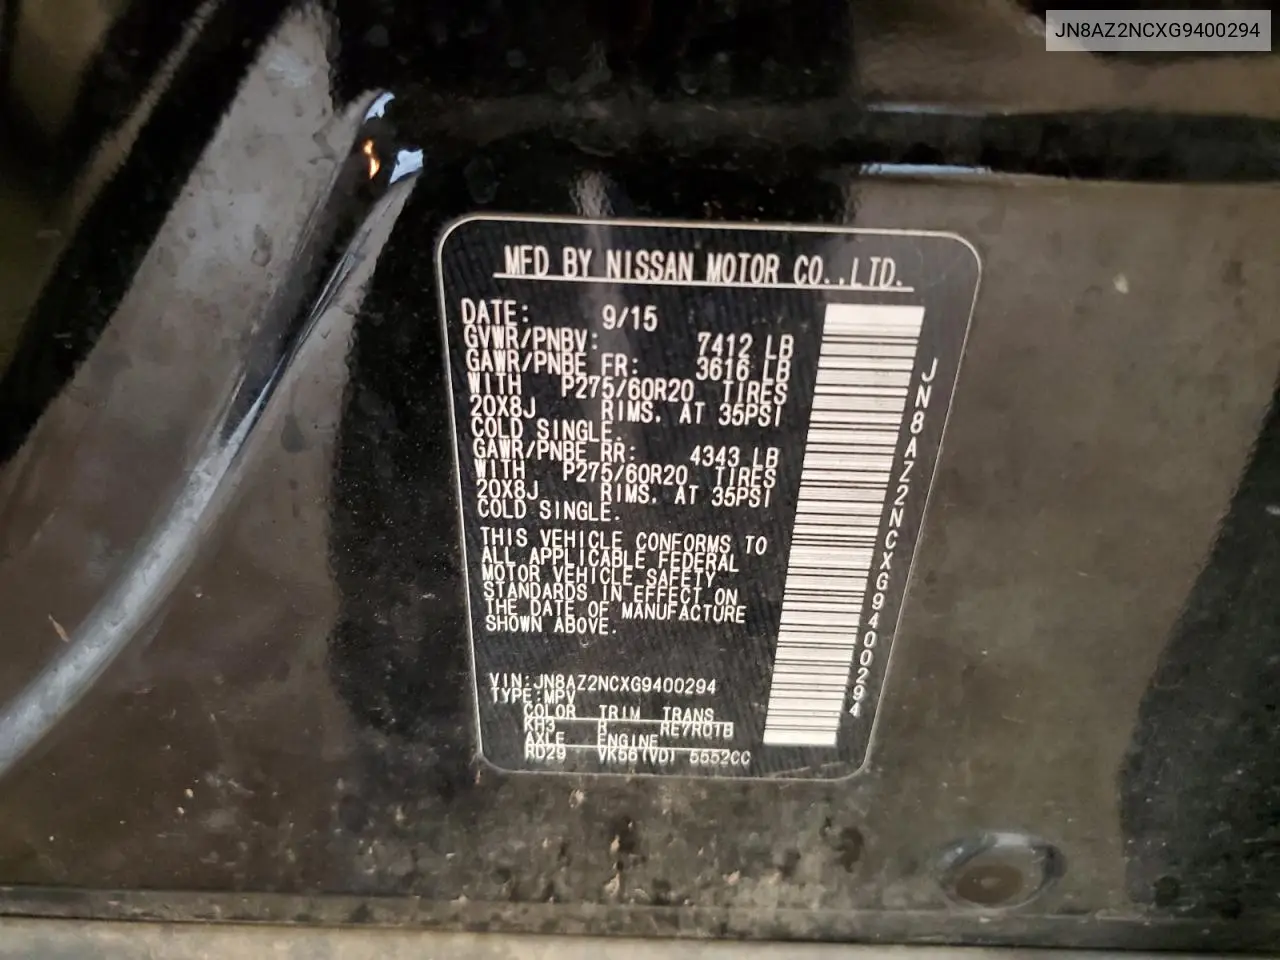 JN8AZ2NCXG9400294
MFD BY NISSAN MOTOR CO.,LTD.
DATE: 9/15
GVWR/PNBV: 7412 LB
GAWR/PNBE FR: 3616 LB
WITH P275/60R20 TIRES
20X8J RIMS. AT 35PSI
COLD SINGLE.
GAWR/PNBE RR: 4343 LB
WITH P275/60R20 TIRES
20X8J RIMS. AT 35PSI
COLD SINGLE.
THIS VEHICLE CONFORMS TO
ALL APPLICABLE FEDERAL
MOTOR VEHICLE SAFETY
STANDARDS IN EFFECT ON
THE DATE OF MANUFACTURE
SHOWN ABOVE.
VIN:JN8AZ2NCXG9400294
TYPE:MPV
COLOR TRIM TRANS
KH3 R RE7R01B
AXLE ENGINE
RD29 VK56(VD) 5552CC
JN8AZ2NCXG9400294